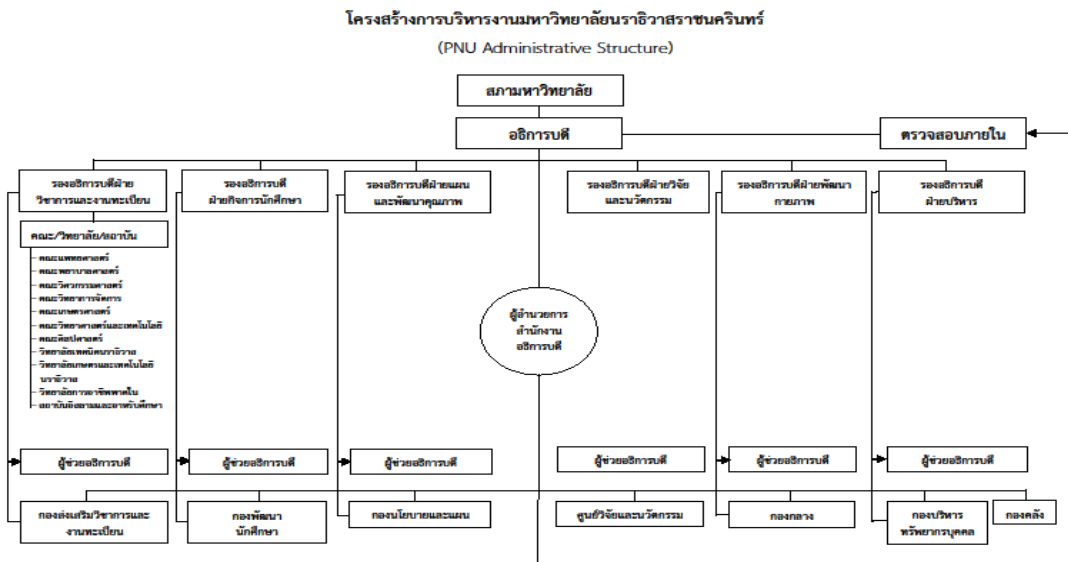 โครงสร้างการบริหารงานมหาวิทยาลัยนราธิวาสราชนครินทร์
(PNU Administrative Structure)
สภามหาวิทยาลัย
อธิการบดี
ตรวจสอบภายใน
รองอธิการบดีฝ่าย
วิชาการและงานทะเบียน
รองอธิการบดี
ฝ่ายกิจการนักศึกษา
รองอธิการบดีฝ่ายแผน
และพัฒนาคุณภาพ
รองอธิการบดีฝ่ายวิจัย
และนวัตกรรม
รองอธิการบดีฝ่ายพัฒนา
กายภาพ
รองอธิการบดี
ฝ่ายบริหาร
คณะ/วิทยาลัย/สถาบัน
คณะแพทยศาสตร์
คณะพยาบาลศาสตร์
คณะวิศวกรรมศาสตร์
คณะวิทยาการจัดการ
คณะเกษตรศาสตร์
คณะวิทยาศาสตร์และเทคโนโลยี
คณะศิลปศาสตร์
วิทยาลัยเทคนิคนราธิวาส
วิทยาลัยเกษตรและเทคโนโลยี
นราธิวาส
วิทยาลัยการอาชีพตากใบ
สถาบันอิสลามและอาหรับศึกษา
ผู้อำนวยการ
สำนักงาน
อธิการบดี
ผู้ช่วยอธิการบดี
ผู้ช่วยอธิการบดี
ผู้ช่วยอธิการบดี
ผู้ช่วยอธิการบดี
ผู้ช่วยอธิการบดี
ผู้ช่วยอธิการบดี
กองส่งเสริมวิชาการและ
งานทะเบียน
กองพัฒนา
นักศึกษา
กองนโยบายและแผน
ศูนย์วิจัยและนวัตกรรม
กองกลาง
กองบริหาร
ทรัพยากรบุคคล
กองคลัง